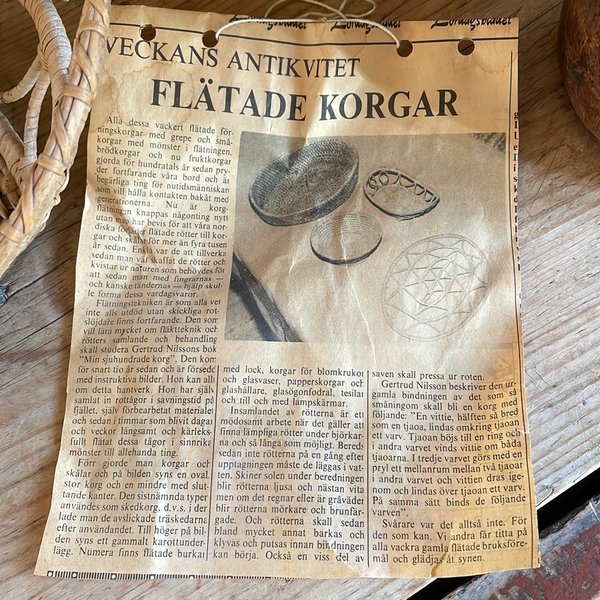 Lördagsbladet Lördagsbladet
VECKANS ANTIKVITET
FLÄTADE KORGAR
Alla dessa vackert flätade för-
ningskorgar med grepe och små-
korgar med mönster i flätningen,
brödkorgar och nu fruktkorgar
gjorda för hundratals år sedan pry-
der fortfarande våra bord och är
begärliga ting för nutidsmänniskan
som vill hålla kontakten bakåt med
generationerna. Nu är korg-
flätningen knappas någonting nytt
utan man har bevis för att våra nor-
diska förfäder flätade rötter till kor-
gar och skålar för mer än fyra tusen
år sedan. Enkla var de att tillverka
sedan man väl skaffat de rötter och
kvistar ur naturen som behövdes för
att sedan man med fingrarnas —
och kanske tändernas — hjälp skul-
le forma dessa vardagsvaror.
Flätningstekniken är som alla vet
inte alls utdöd utan skickliga rot-
slöjdare finns fortfarande. Den som
vill lära mycket om flätteknik och
rötters samlande och behandling
skall studera Gertrud Nilssons bok
"Min sjuhundrade korg". Den kom
för snart tio år sedan och är försedd
med instruktiva bilder. Hon kan allt
om detta hantverk. Hon har själv
samlat in rottågor i savningstid på
fjället, själv förbearbetat materialet
och sedan i timmar som blivit dagar
och veckor långsamt och kärleks-
fullt flätat dessa tågor i sinnrika
mönster till allehanda ting.
Förr gjorde man korgar och
skålar och på bilden syns en oval,
stor korg och en mindre med slut-
tande kanter. Den sistnämnda typen
användes som skedkorg, d.v.s. i den
lade man de avslickade träskedarna
efter användandet. Till höger på bil-
den syns ett gammalt karottunder-
lägg. Numera finns flätade burkar
med lock, korgar för blomkrukor
och glasvaser, papperskorgar och
glashållare, glasögonfodral, tesilar
och till och med lampskärmar.
Insamlandet av rötterna är ett
mödosamt arbete när det gäller att
finna lämpliga rötter under björkar-
na och så långa som möjligt. Bereds
sedan inte rötterna på en gång efter
upptagningen måste de läggas i vat-
ten. Skiner solen under beredningen
blir rötterna ljusa och nästan vita
men om det regnar eller är gråväder
blir rötterna mörkare och brunfär-
gade. Och rötterna skall sedan
bland mycket annat barkas och
klyvas och putsas innan bindningen
kan börja. Också en viss del av
saven skall pressa ur roten.
Gertrud Nilsson beskriver den ur-
gamla bindningen av det som så
småningom skall bli en korg med
följande: "En vittie, hälften så bred
som en tjaoa, lindas omkring tjaoan
ett varv. Tjaoan böjs till en ring och
i andra varvet vinds vittie om båda
tjaoarna. I tredje varvet görs med en
pryl ett mellanrum mellan två tjaoar
i andra varvet och vittien dras ige-
nom och lindas över tjaoan ett varv.
På samma sätt binds de följande
varven".
Svårare var det alltså inte. För
den som kan. Vi andra får titta på
alla vackra gamla flätade bruksföre-
mål och glädjas åt synen.